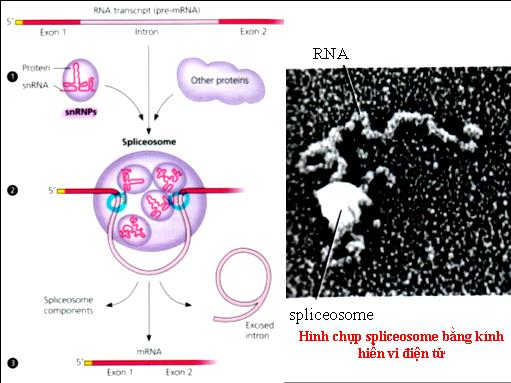 RNA transcript (pre-mRNA)
5'
Exon 1
Intron
Exon 2
1
Protein
snRNA
snRNPs
Other proteins
Spliceosome
2
5'
Spliceosome
components
Excised
intron
mRNA
3
5'
Exon 1
Exon 2
RNA
spliceosome
Hình chụp spliceosome bằng kính
hiển vi điện tử